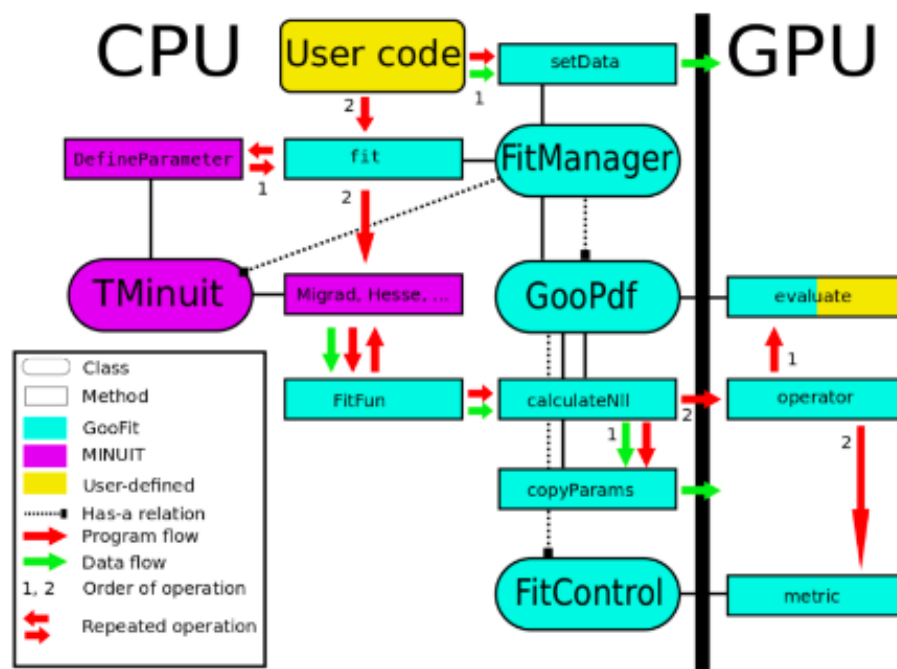 CPU
GPU
User code
setData
1
2
DefineParameter
fit
FitManager
1
2
TMinuit
Migrad, Hesse, ...
GooPdf
evaluate
1
FitFun
calculateNll
2
operator
1
2
copyParams
FitControl
metric
Class
Method
GooFit
MINUIT
User-defined
Has-a relation
Program flow
Data flow
1, 2 Order of operation
Repeated operation